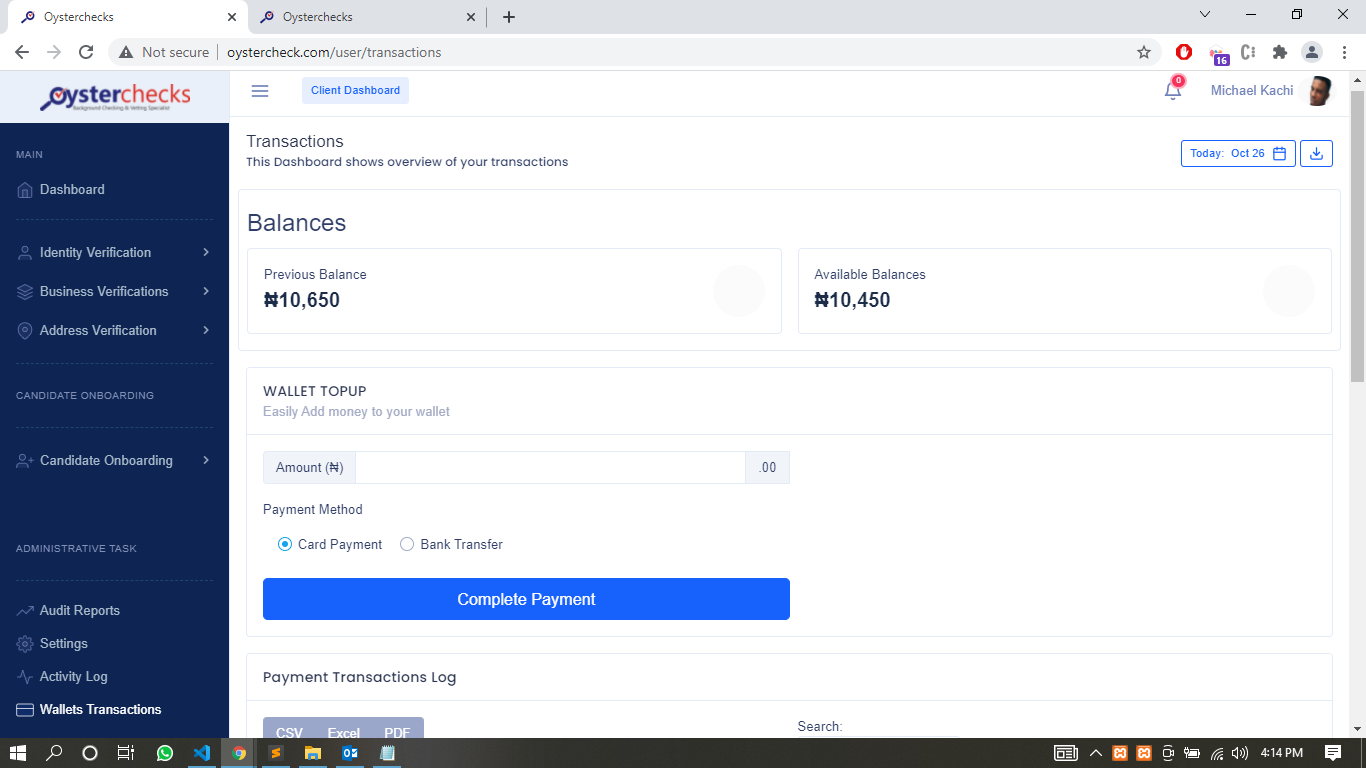 Oysterchecks
Oysterchecks
Not secure
oystercheck.com/user/transactions
16
Oysterchecks
Background Checking & Vetting Specialist
Client Dashboard
0
Michael Kachi
MAIN
Dashboard
Identity Verification
Business Verifications
Address Verification
CANDIDATE ONBOARDING
Candidate Onboarding
ADMINISTRATIVE TASK
Audit Reports
Settings
Activity Log
Wallets Transactions
Transactions
This Dashboard shows overview of your transactions
Today: Oct 26
Balances
Previous Balance
₦10,650
Available Balances
₦10,450
WALLET TOPUP
Easily Add money to your wallet
Amount (₦)
.00
Payment Method
Card Payment
Bank Transfer
Complete Payment
Payment Transactions Log
CSV Excel PDF
Search:
4:14 PM